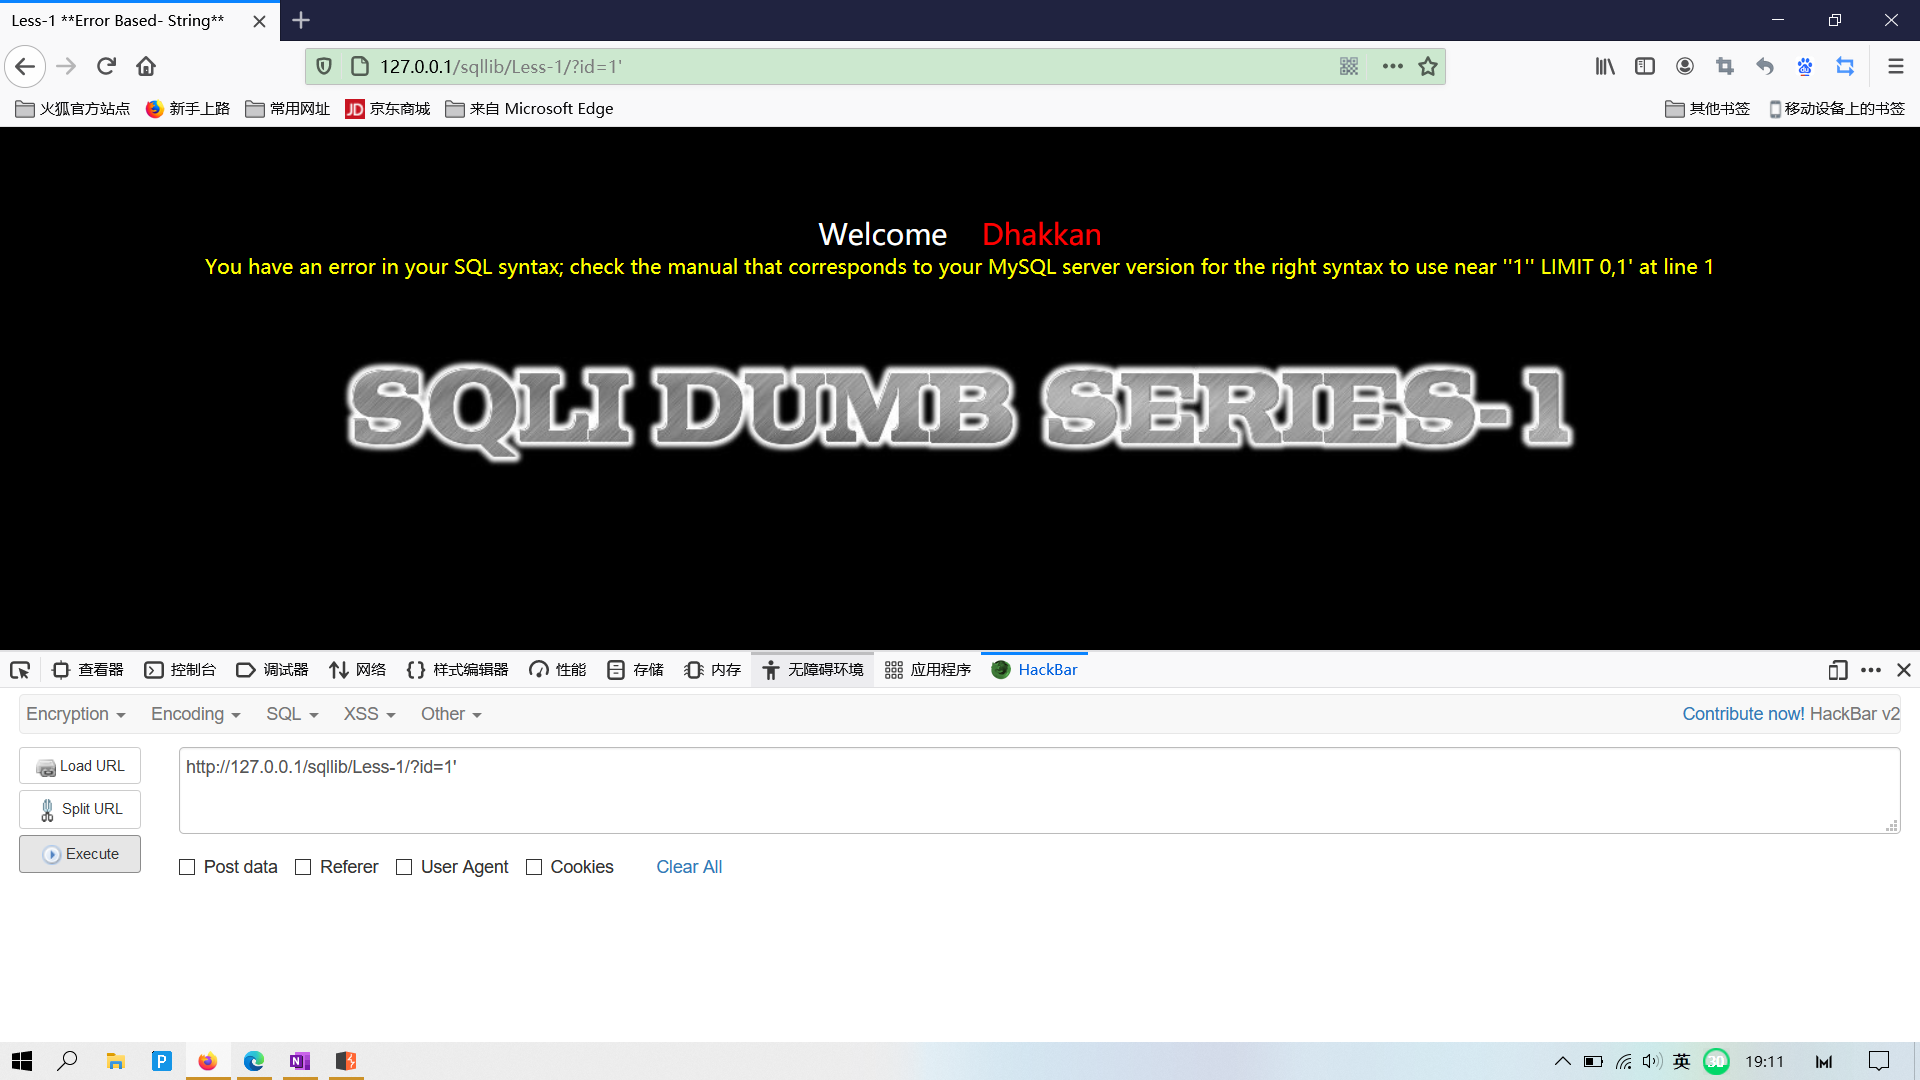 Less-1 **Error Based- String**
127.0.0.1/sqllib/Less-1/?id=1'
火狐官方站点 新手上路 常用网址 JD 京东商城 来自 Microsoft Edge 其他书签 移动设备上的书签
Welcome Dhakkan
You have an error in your SQL syntax; check the manual that corresponds to your MySQL server version for the right syntax to use near ''1'' LIMIT 0,1' at line 1
SQLI DUMB SERIES-1
查看器 控制台 调试器 网络 样式编辑器 性能 存储 内存 无障碍环境 应用程序 HackBar
Encryption Encoding SQL XSS Other Contribute now! HackBar v2
Load URL
http://127.0.0.1/sqllib/Less-1/?id=1'
Split URL
Execute
Post data Referer User Agent Cookies Clear All
P N 英 30 19:11